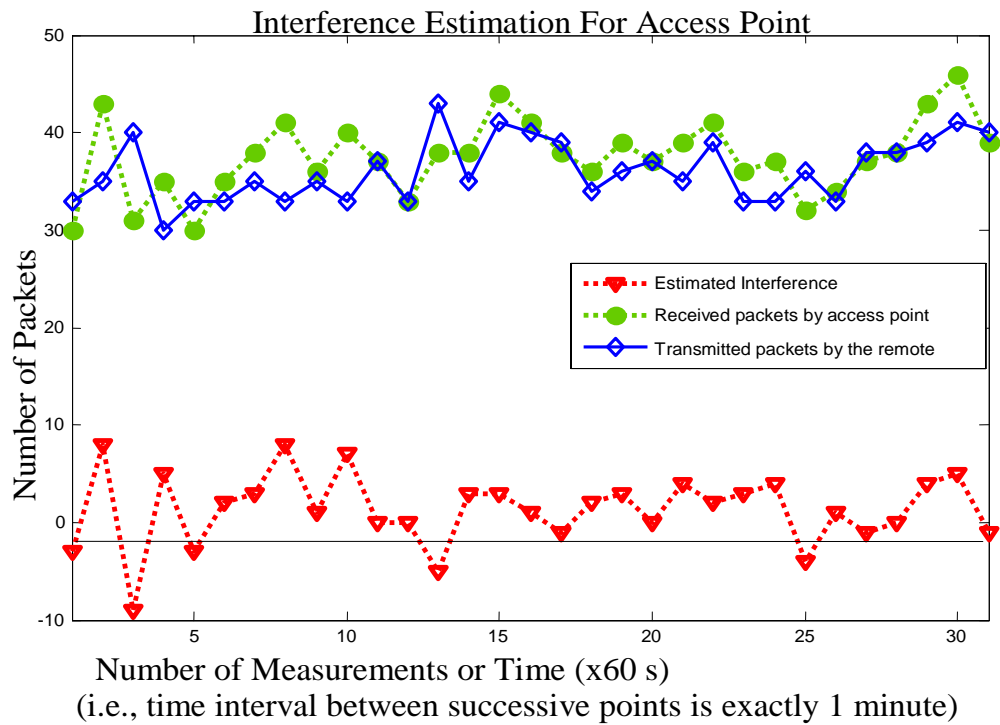 Interference Estimation For Access Point
50
40
30
20
10
0
-10
Number of Packets
Estimated Interference
Received packets by access point
Transmitted packets by the remote
5 10 15 20 25 30
Number of Measurements or Time (x60 s)
(i.e., time interval between successive points is exactly 1 minute)